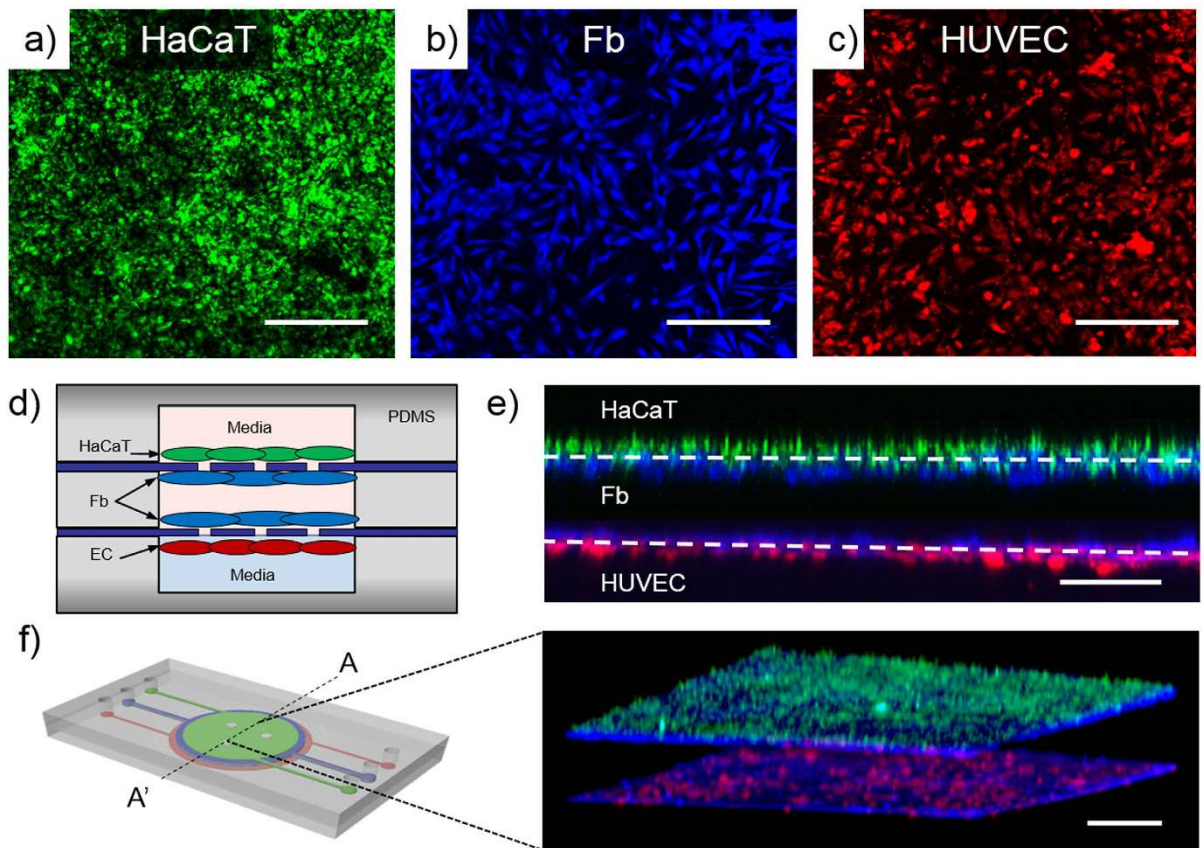 a)
HaCaT
b)
Fb
c)
HUVEC
d)
Media
PDMS
HaCaT
Fb
EC
Media
e)
HaCaT
Fb
HUVEC
f)
A
A'